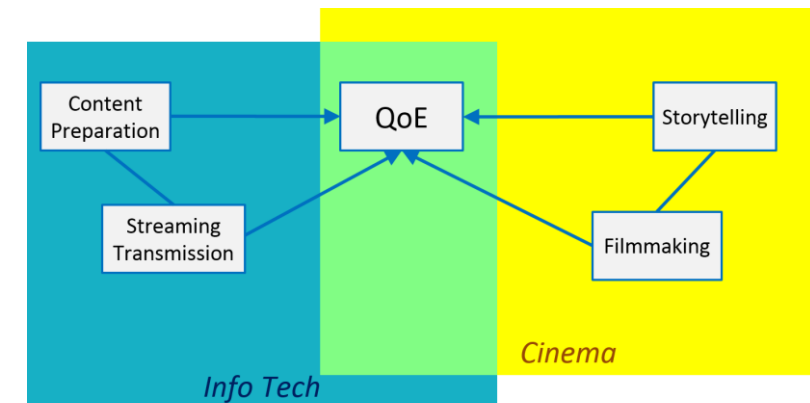 Content
Preparation
QoE
Storytelling
Streaming
Transmission
Filmmaking
Cinema
Info Tech